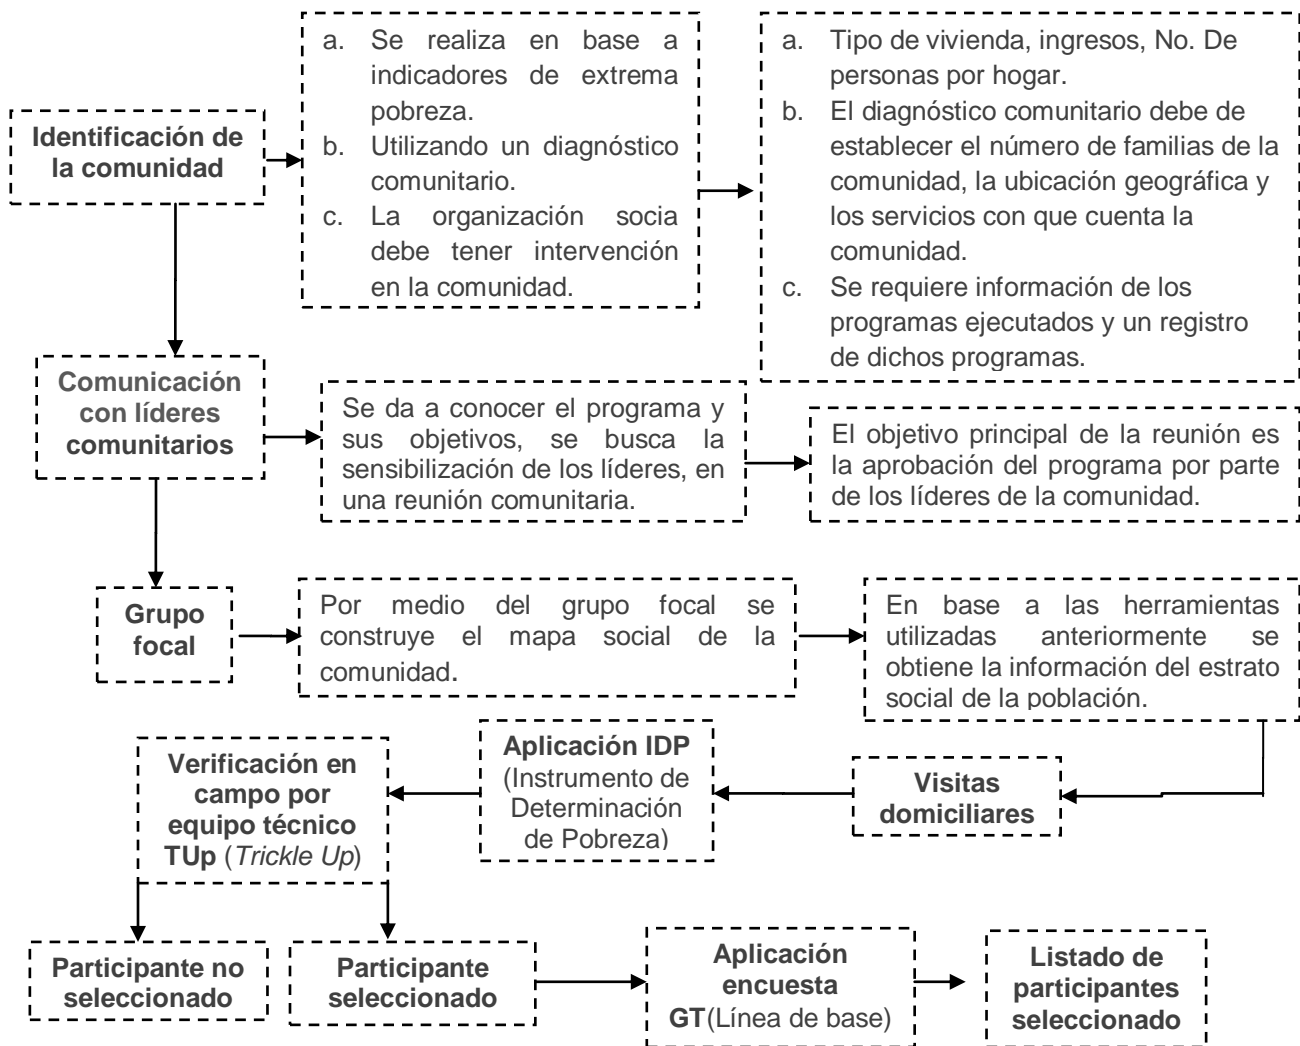 Identificación de
la comunidad
a. Se realiza en base a
indicadores de extrema
pobreza.
b. Utilizando un diagnóstico
comunitario.
c. La organización socia
debe tener intervención
en la comunidad.
a. Tipo de vivienda, ingresos, No. De
personas por hogar.
b. El diagnóstico comunitario debe de
establecer el número de familias de la
comunidad, la ubicación geográfica y
los servicios con que cuenta la
comunidad.
c. Se requiere información de los
programas ejecutados y un registro
de dichos programas.
Comunicación
con líderes
comunitarios
Se da a conocer el programa y
sus objetivos, se busca la
sensibilización de los líderes, en
una reunión comunitaria.
El objetivo principal de la reunión es
la aprobación del programa por parte
de los líderes de la comunidad.
Grupo
focal
Por medio del grupo focal se
construye el mapa social de la
comunidad.
En base a las herramientas
utilizadas anteriormente se
obtiene la información del estrato
social de la población.
Verificación en
campo por
equipo técnico
TUp (Trickle Up)
Aplicación IDP
(Instrumento de
Determinación
de Pobreza)
Visitas
domiciliares
Participante no
seleccionado
Participante
seleccionado
Aplicación
encuesta
GT(Línea de base)
Listado de
participantes
seleccionado